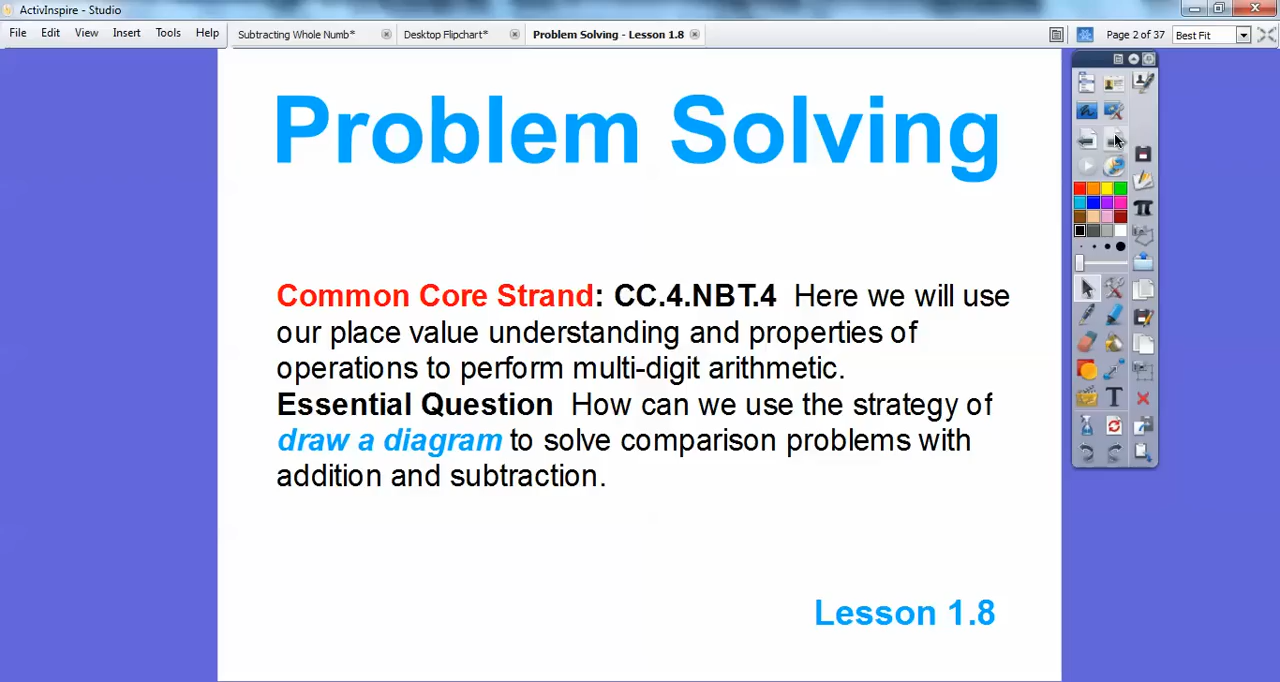 ActivInspire - Studio
File Edit View Insert Tools Help
Subtracting Whole Numb* Desktop Flipchart* Problem Solving - Lesson 1.8
Page 2 of 37 Best Fit
Problem Solving
Common Core Strand: CC.4.NBT.4 Here we will use
our place value understanding and properties of
operations to perform multi-digit arithmetic.
Essential Question How can we use the strategy of
draw a diagram to solve comparison problems with
addition and subtraction.
Lesson 1.8